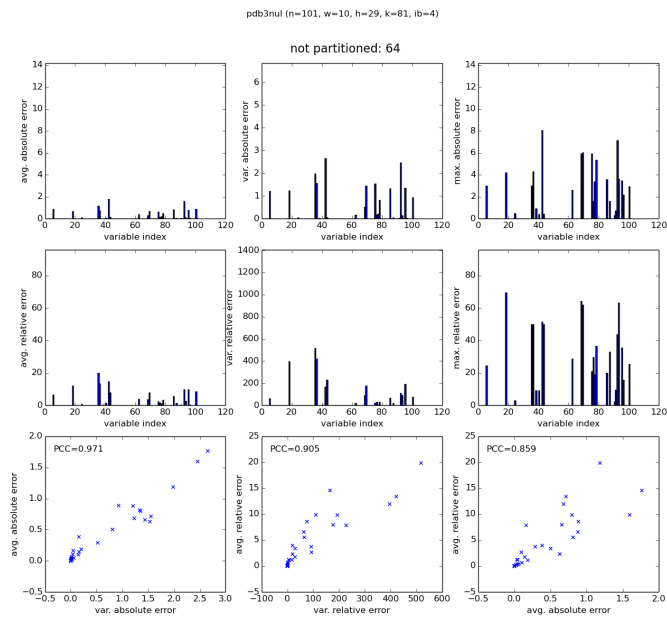 pdb3nul (n=101, w=10, h=29, k=81, ib=4)
not partitioned: 64
avg. absolute error
14
12
10
8
6
4
2
0
0 20 40 60 80 100 120
variable index
var. absolute error
6
5
4
3
2
1
0
0 20 40 60 80 100 120
variable index
max. absolute error
14
12
10
8
6
4
2
0
0 20 40 60 80 100 120
variable index
avg. relative error
80
60
40
20
0
0 20 40 60 80 100 120
variable index
var. relative error
1400
1200
1000
800
600
400
200
0
0 20 40 60 80 100 120
variable index
max. relative error
80
60
40
20
0
0 20 40 60 80 100 120
variable index
PCC=0.971
avg. absolute error
2.0
1.5
1.0
0.5
0.0
−0.5
−0.5 0.0 0.5 1.0 1.5 2.0 2.5 3.0
var. absolute error
PCC=0.905
avg. relative error
25
20
15
10
5
0
−5
−100 0 100 200 300 400 500 600
var. relative error
PCC=0.859
avg. relative error
25
20
15
10
5
0
−5
−0.5 0.0 0.5 1.0 1.5 2.0
avg. absolute error